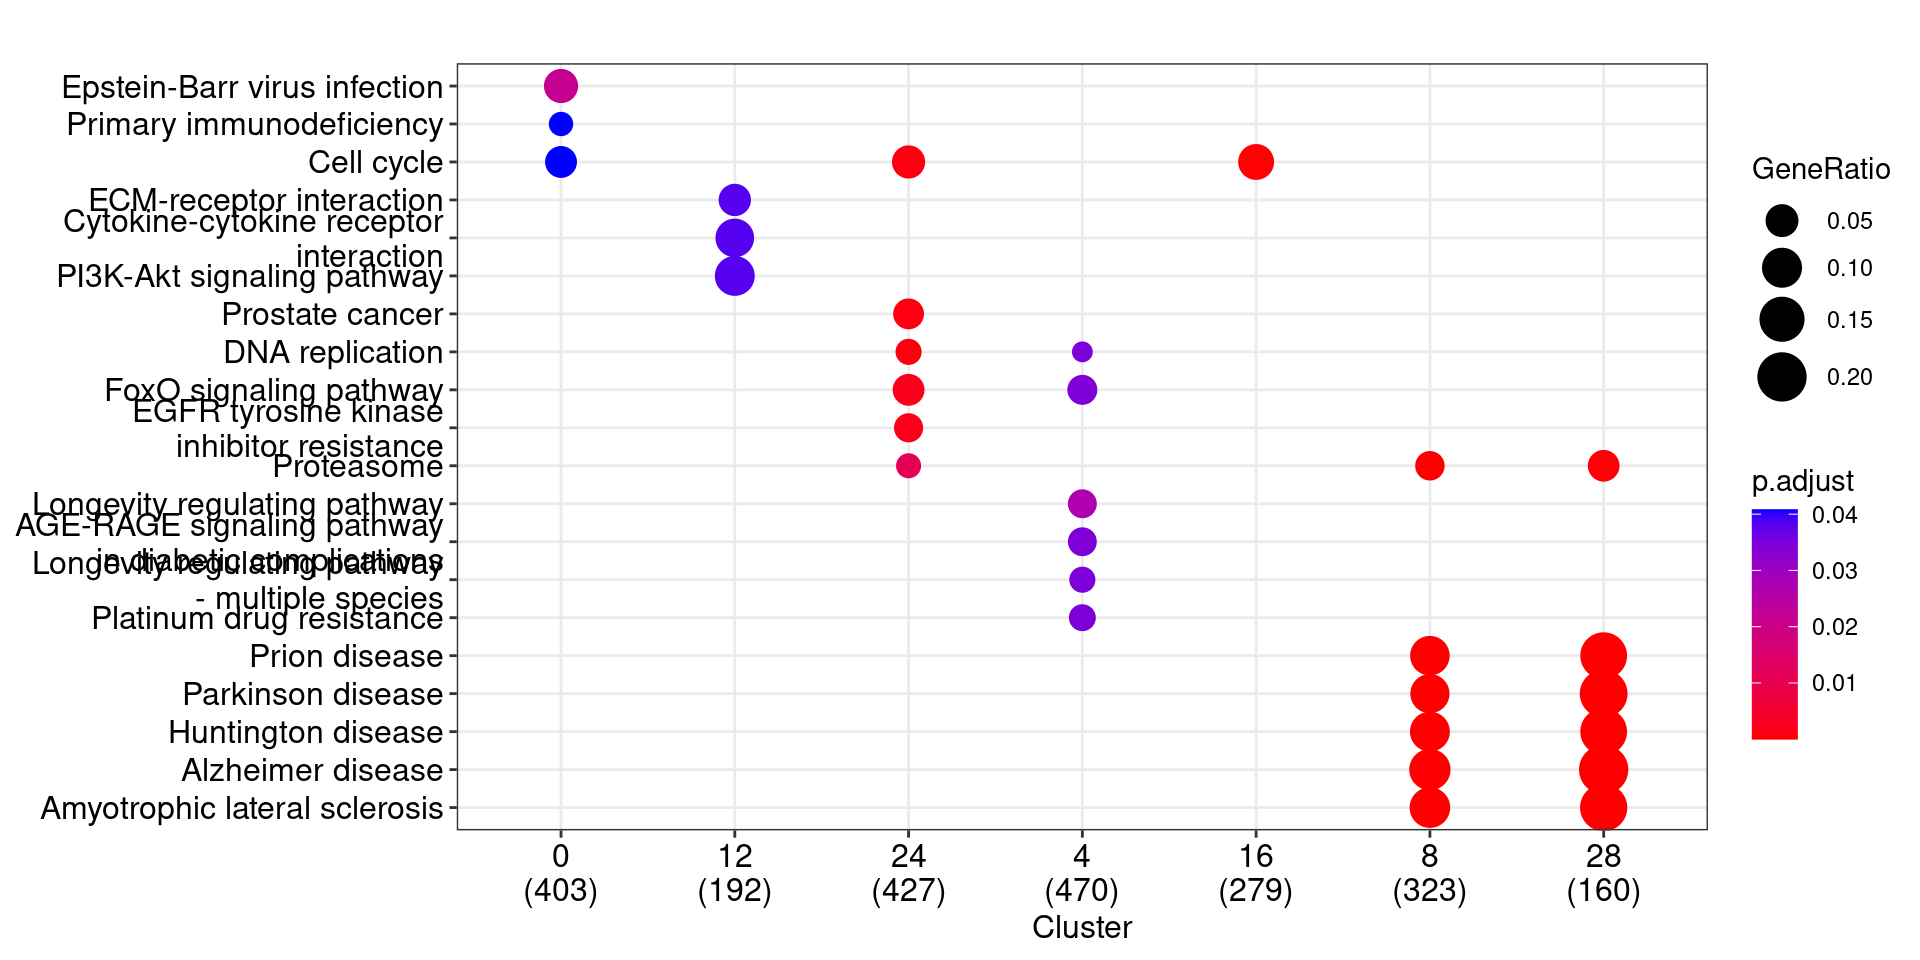 Epstein-Barr virus infection
Primary immunodeficiency
Cell cycle
ECM-receptor interaction
Cytokine-cytokine receptor
interaction
PI3K-Akt signaling pathway
Prostate cancer
DNA replication
FoxO signaling pathway
EGFR tyrosine kinase
inhibitor resistance
Proteasome
Longevity regulating pathway
AGE-RAGE signaling pathway
in diabetic complications
Longevity regulating pathway
- multiple species
Platinum drug resistance
Prion disease
Parkinson disease
Huntington disease
Alzheimer disease
Amyotrophic lateral sclerosis
0 12 24 4 16 8 28
(403) (192) (427) (470) (279) (323) (160)
Cluster
GeneRatio
0.05
0.10
0.15
0.20
p.adjust
0.04
0.03
0.02
0.01